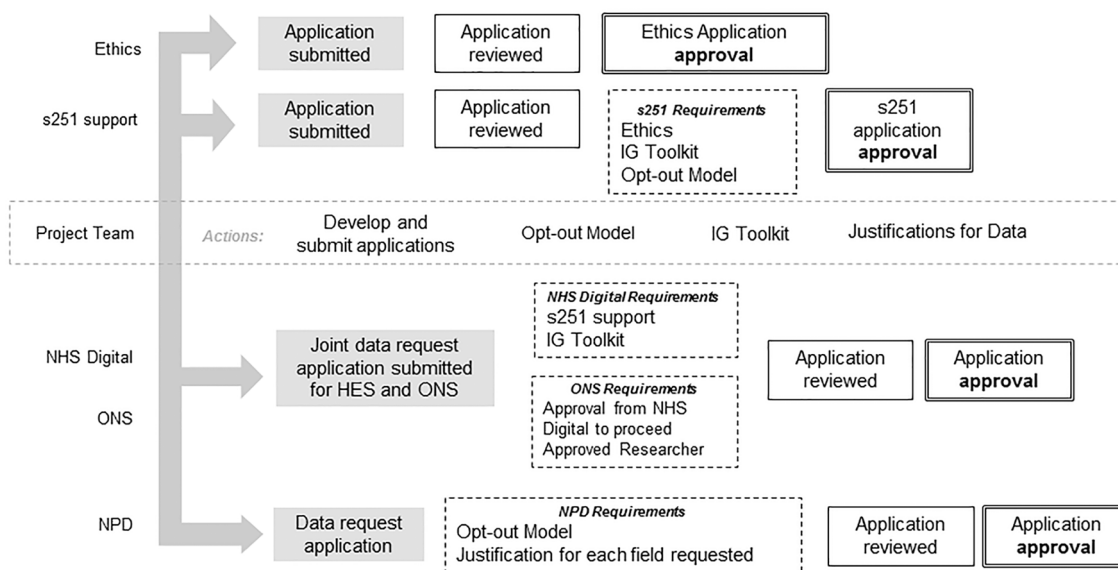 Ethics
Application
submitted
Application
reviewed
Ethics Application
approval
s251 support
Application
submitted
Application
reviewed
s251 Requirements
Ethics
IG Toolkit
Opt-out Model
s251
application
approval
Project Team
Actions:
Develop and
submit applications
Opt-out Model
IG Toolkit
Justifications for Data
NHS Digital
ONS
Joint data request
application submitted
for HES and ONS
NHS Digital Requirements
s251 support
IG Toolkit
ONS Requirements
Approval from NHS
Digital to proceed
Approved Researcher
Application
reviewed
Application
approval
NPD
Data request
application
NPD Requirements
Opt-out Model
Justification for each field requested
Application
reviewed
Application
approval